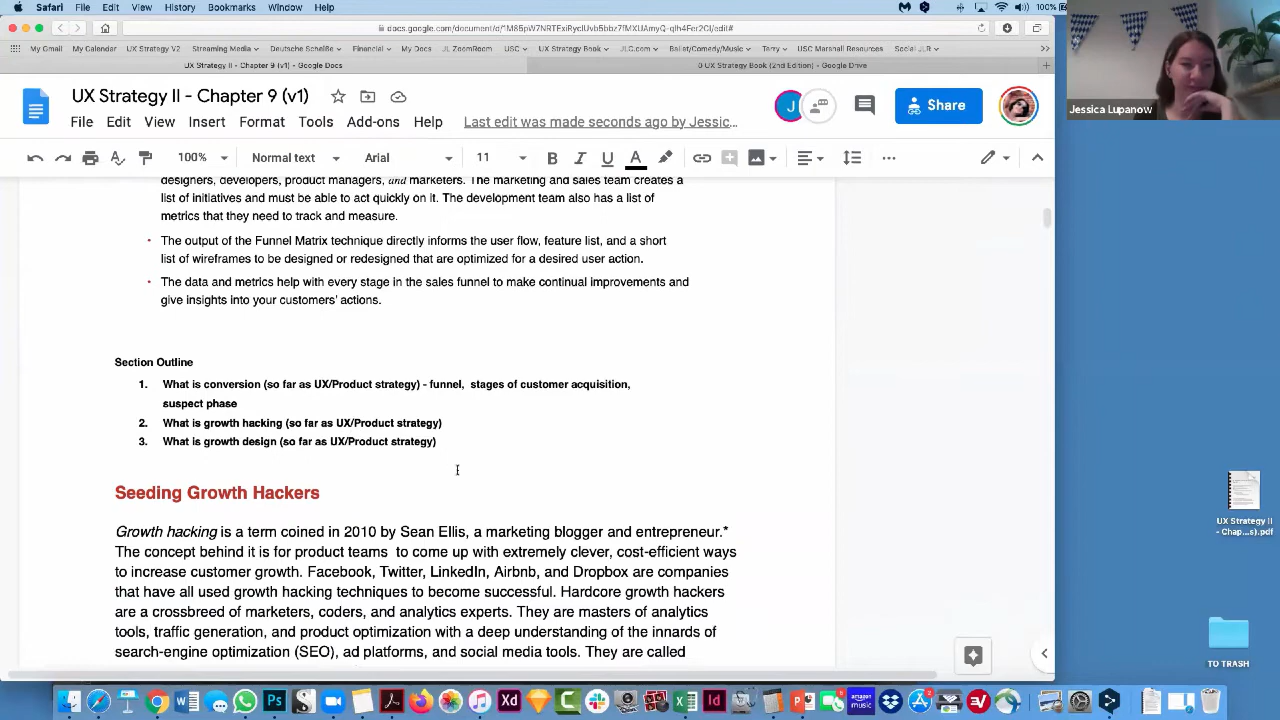 Safari File Edit View History Bookmarks Window Help 100%
docs.google.com/document/d/
My Gmail My Calendar UX Strategy V2 Streaming Media Deutsche Scheiße Financial My Docs JL ZoomRoom USC UX Strategy Book JLC.com Ballet/Comedy/Music Terry USC Marshall Resources Social JLR
UX Strategy II - Chapter 9 (v1) - Google Docs 0 UX Strategy Book (2nd Edition) - Google Drive
UX Strategy II - Chapter 9 (v1)
J
Share
Jessica Lupanow
File Edit View Insert Format Tools Add-ons Help Last edit was made seconds ago by Jessic...
100% Normal text Arial 11 B I U A
designers, developers, product managers, and marketers. The marketing and sales team creates a
list of initiatives and must be able to act quickly on it. The development team also has a list of
metrics that they need to track and measure.
• The output of the Funnel Matrix technique directly informs the user flow, feature list, and a short
list of wireframes to be designed or redesigned that are optimized for a desired user action.
• The data and metrics help with every stage in the sales funnel to make continual improvements and
give insights into your customers' actions.
Section Outline
1. What is conversion (so far as UX/Product strategy) - funnel, stages of customer acquisition,
suspect phase
2. What is growth hacking (so far as UX/Product strategy)
3. What is growth design (so far as UX/Product strategy)
Seeding Growth Hackers
Growth hacking is a term coined in 2010 by Sean Ellis, a marketing blogger and entrepreneur.*
The concept behind it is for product teams to come up with extremely clever, cost-efficient ways
to increase customer growth. Facebook, Twitter, LinkedIn, Airbnb, and Dropbox are companies
that have all used growth hacking techniques to become successful. Hardcore growth hackers
are a crossbreed of marketers, coders, and analytics experts. They are masters of analytics
tools, traffic generation, and product optimization with a deep understanding of the innards of
search-engine optimization (SEO), ad platforms, and social media tools. They are called
UX Strategy II
- Chap...s).pdf
TO TRASH
W Ps S Xd Id P amazon music